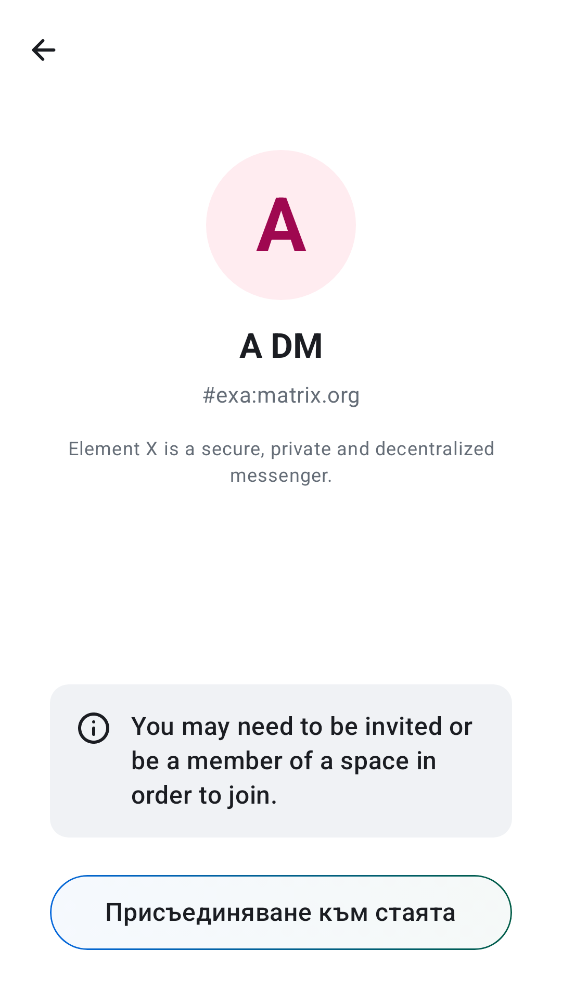 A
A DM
#exa:matrix.org
Element X is a secure, private and decentralized
messenger.
You may need to be invited or
be a member of a space in
order to join.
Присъединяване към стаята